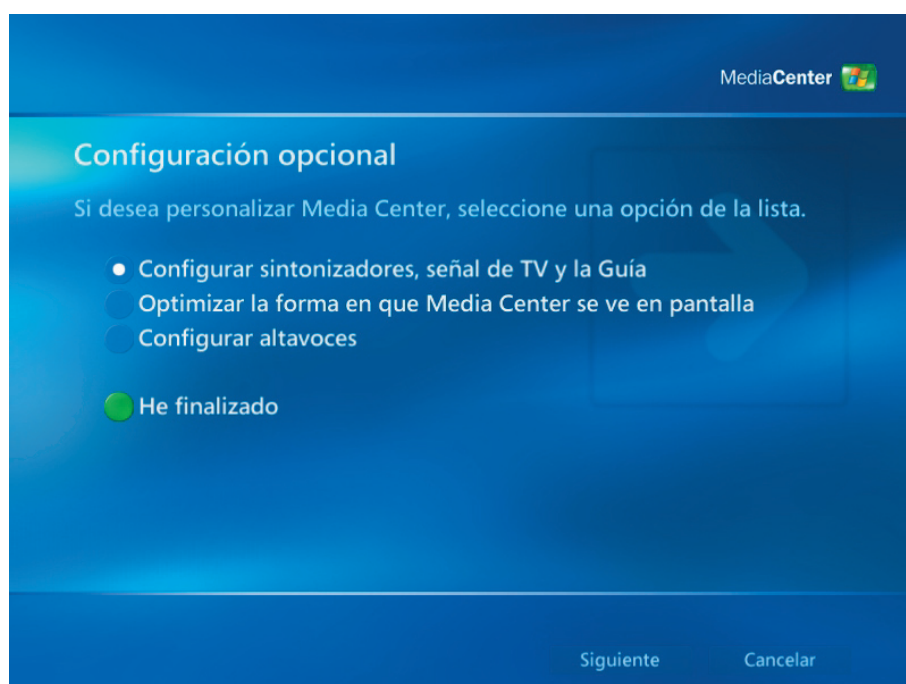 MediaCenter
Configuración opcional
Si desea personalizar Media Center, seleccione una opción de la lista.
Configurar sintonizadores, señal de TV y la Guía
Optimizar la forma en que Media Center se ve en pantalla
Configurar altavoces
He finalizado
Siguiente Cancelar